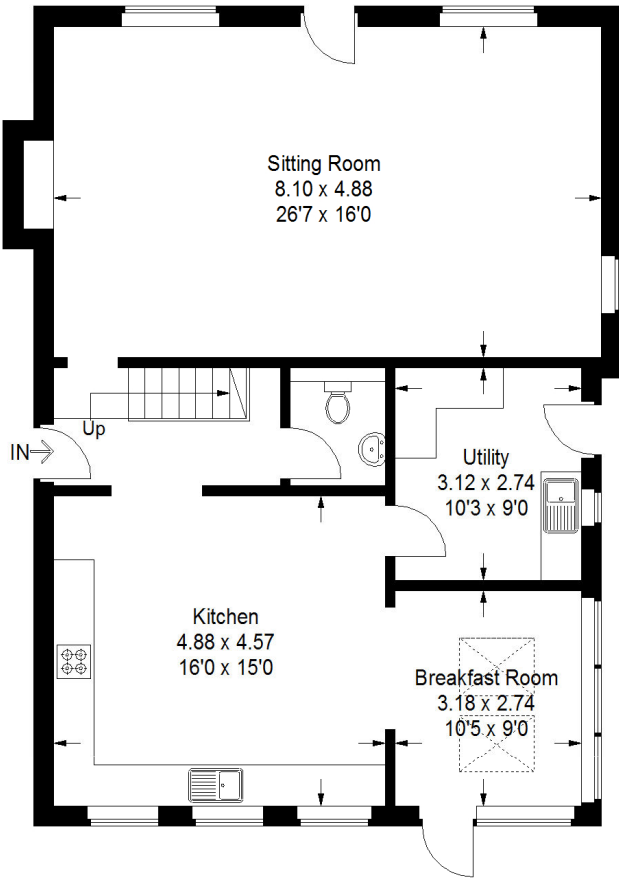 Sitting Room
8.10 x 4.88
26'7 x 16'0
Up
IN
Utility
3.12 x 2.74
10'3 x 9'0
Kitchen
4.88 x 4.57
16'0 x 15'0
Breakfast Room
3.18 x 2.74
10'5 x 9'0